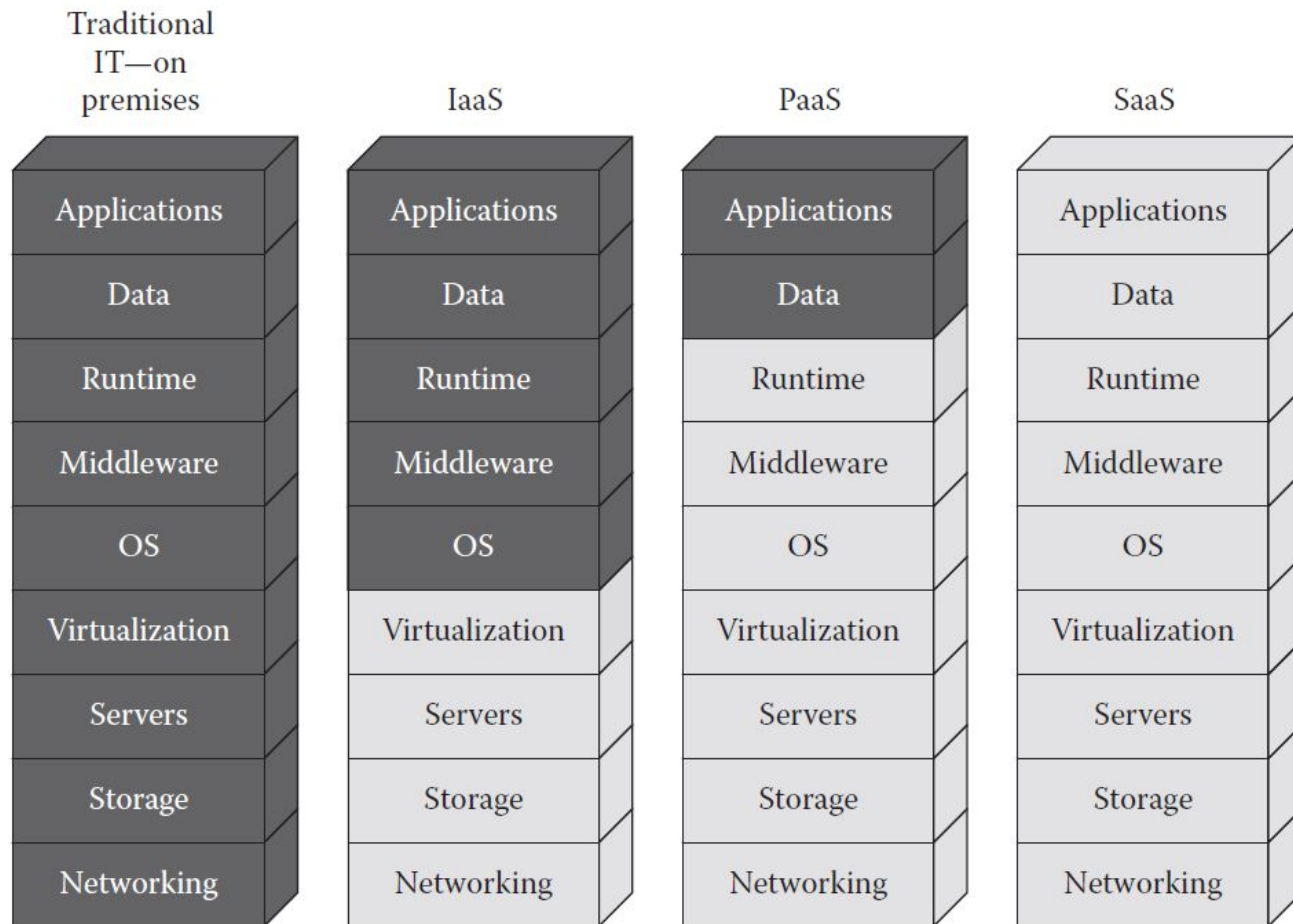 Traditional
IT—on
premises
IaaS
PaaS
SaaS
Applications
Applications
Applications
Applications
Data
Data
Data
Data
Runtime
Runtime
Runtime
Runtime
Middleware
Middleware
Middleware
Middleware
OS
OS
OS
OS
Virtualization
Virtualization
Virtualization
Virtualization
Servers
Servers
Servers
Servers
Storage
Storage
Storage
Storage
Networking
Networking
Networking
Networking